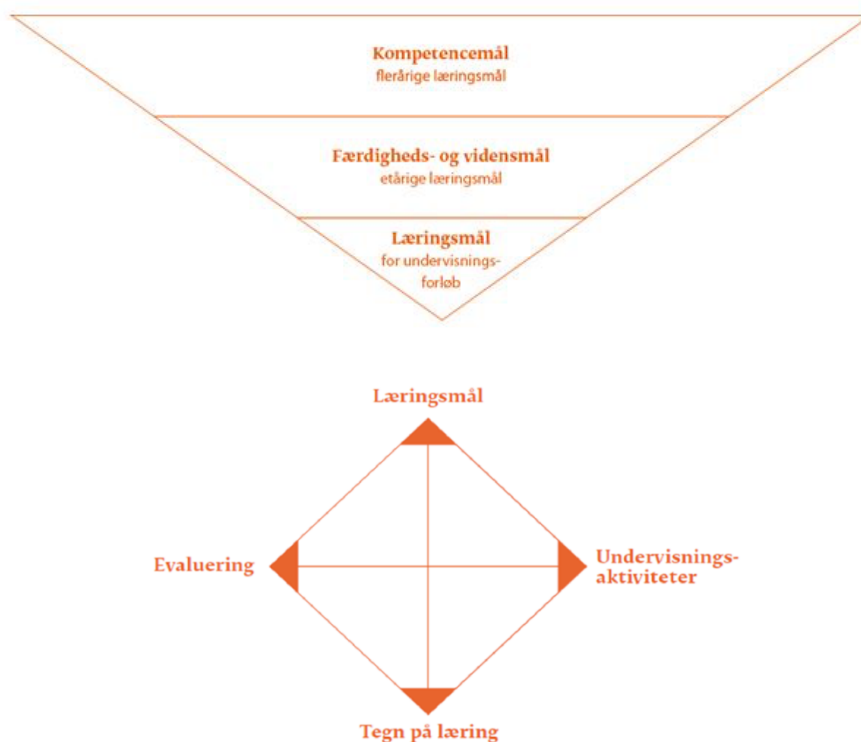 Kompetencemål
flerårige læringsmål
Færdigheds- og vidensmål
etårige læringsmål
Læringsmål
for undervisnings-
forløb
Læringsmål
Evaluering
Undervisnings-
aktiviteter
Tegn på læring